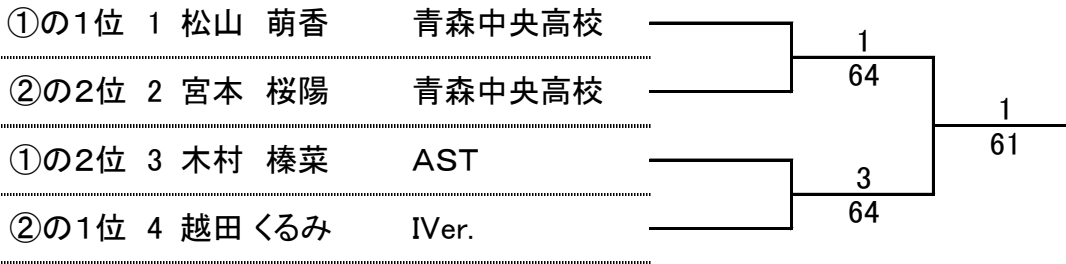 ①の1位 1 松山 萌香 青森中央高校
1
64
②の2位 2 宮本 桜陽 青森中央高校
1
61
①の2位 3 木村 榛菜 AST
3
64
②の1位 4 越田 くるみ IVer.